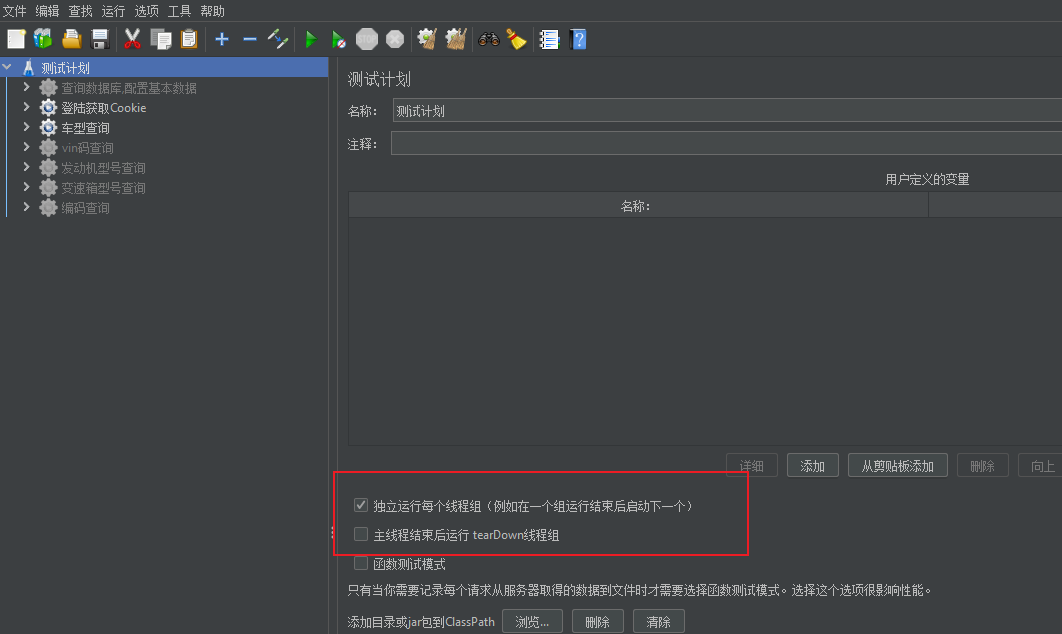 文件 编辑 查找 运行 选项 工具 帮助
STOP
测试计划
查询数据库,配置基本数据
登陆获取Cookie
车型查询
vin码查询
发动机型号查询
变速箱型号查询
编码查询
测试计划
名称： 测试计划
注释：
用户定义的变量
名称：
详细 添加 从剪贴板添加 删除 向上
独立运行每个线程组（例如在一个组运行结束后启动下一个）
主线程结束后运行 tearDown线程组
函数测试模式
只有当你需要记录每个请求从服务器取得的数据到文件时才需要选择函数测试模式。选择这个选项很影响性能。
添加目录或jar包到ClassPath 浏览... 删除 清除